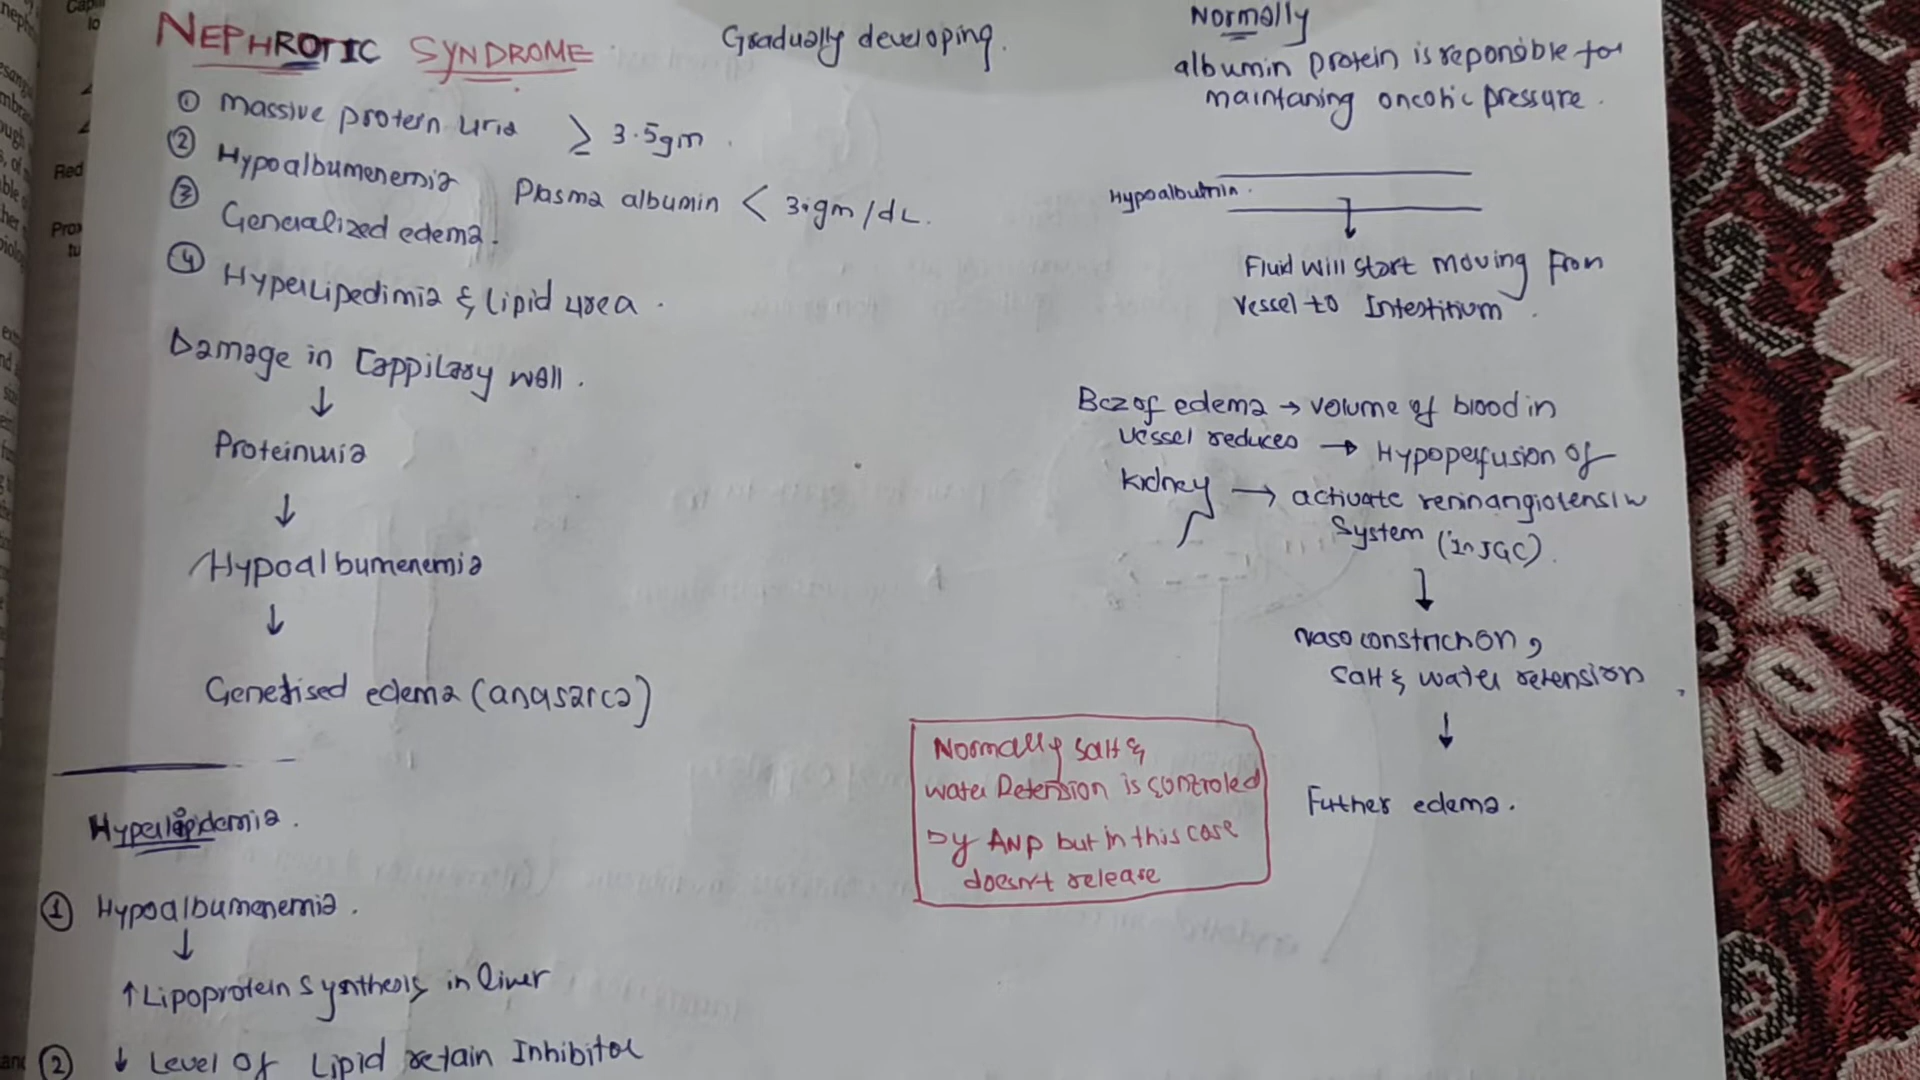 NEPHROTIC SYNDROME
Gradually developing.
① Massive protein uria ≥ 3.5gm.
② Hypoalbumenemia Plasma albumin < 3.gm/dL.
③ Generalized edema.
④ Hyperlipedimia & lipid urea.
Damage in Cappilary wall.
↓
Proteinuria
↓
Hypoalbumenemia
↓
Generised edema (anasarca)
Hyperlipidemia.
① Hypoalbumenemia.
↓
↑ Lipoprotein synthesis in liver
② ↓ Level of Lipid retain Inhibitor
Normally
albumin protein is reponsible for
maintaning oncotic pressure.
Hypoalbumin.
↓
Fluid will start moving from
vessel to Intestitium.
Bcz of edema → volume of blood in
vessel reduces → Hypoperfusion of
kidney → activate reninangiotensin
System (in JGC).
↓
Vasoconstriction,
salt & water retension
↓
Futher edema.
Normally salt &
water Retension is controled
by ANP but in this case
doesn't release
Red